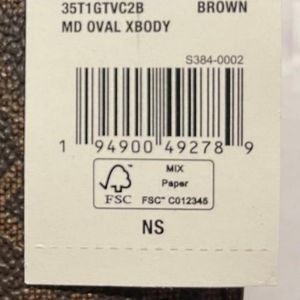 35T1GTVC2B BROWN
MD OVAL XBODY
S384-0002
1 94900 49278 9
FSC
MIX
Paper
FSC™ C012345
NS